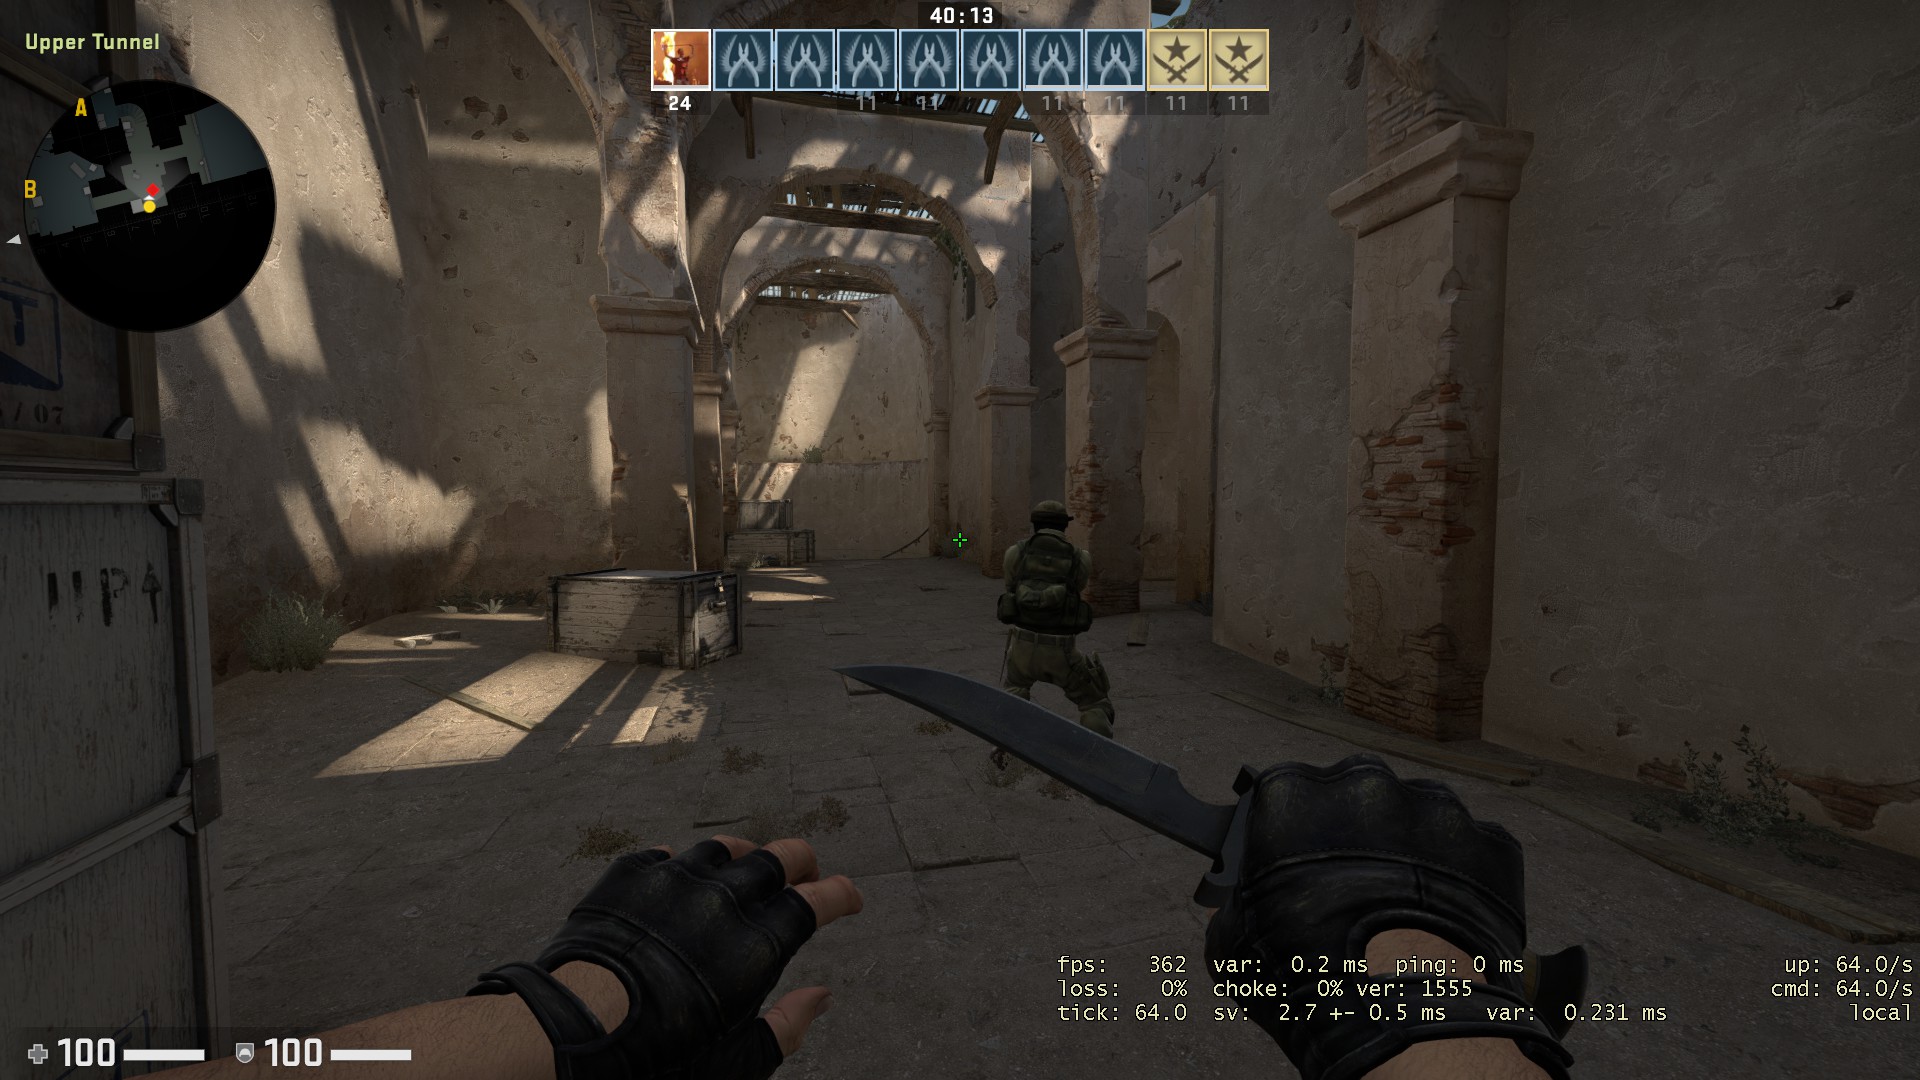 40:13
Upper Tunnel
A
B
24 11 11 11 11 11 11
T
/07
UP
fps: 362 var: 0.2 ms ping: 0 ms up: 64.0/s
loss: 0% choke: 0% ver: 1555 cmd: 64.0/s
tick: 64.0 sv: 2.7 +- 0.5 ms var: 0.231 ms local
100 100